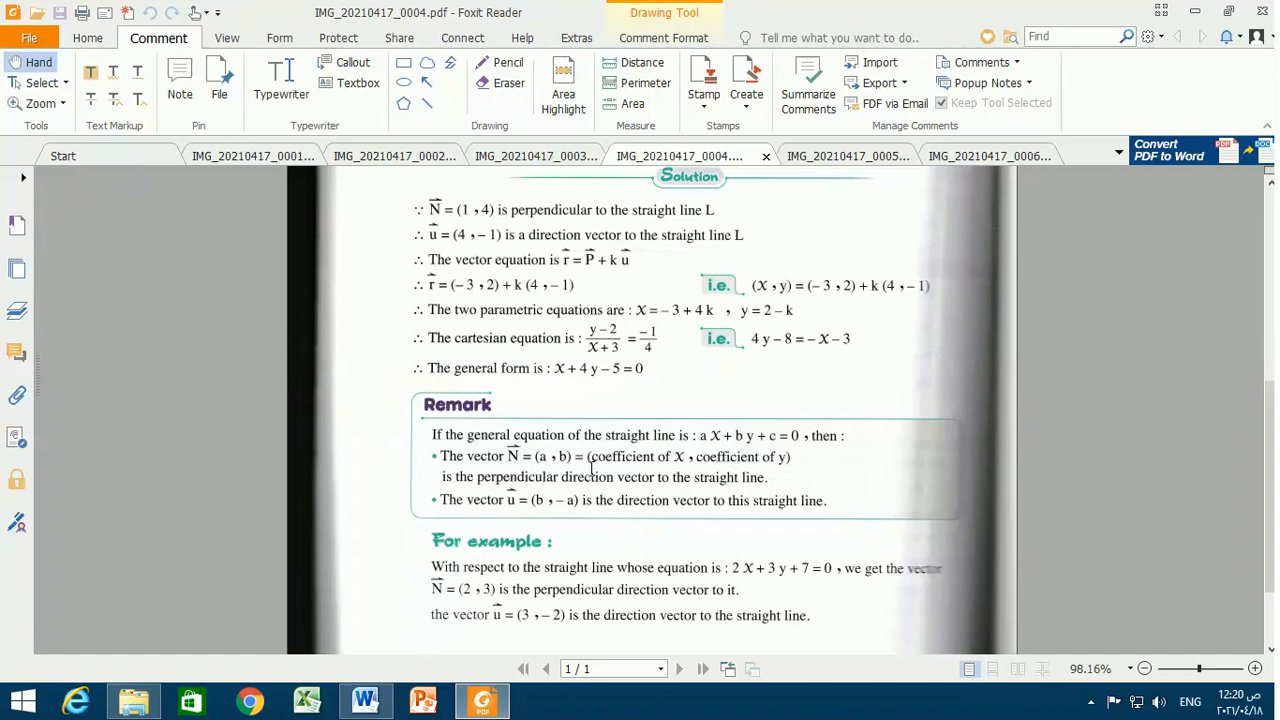 IMG_20210417_0004.pdf - Foxit Reader
Drawing Tool
File Home Comment View Form Protect Share Connect Help Extras Comment Format Tell me what you want to do... Find
Hand
Select
Zoom
Tools
Text Markup
Note
File
Pin
Typewriter
Callout
Textbox
Typewriter
Pencil
Eraser
Drawing
Area Highlight
Distance
Perimeter
Area
Measure
Stamp
Create
Stamps
Summarize Comments
Import
Export
FDF via Email
Comments
Popup Notes
Keep Tool Selected
Manage Comments
Start IMG_20210417_0001... IMG_20210417_0002... IMG_20210417_0003... IMG_20210417_0004.... IMG_20210417_0005... IMG_20210417_0006...
Convert PDF to Word
Solution
∵ N⃗ = (1 , 4) is perpendicular to the straight line L
∴ u⃗ = (4 , – 1) is a direction vector to the straight line L
∴ The vector equation is r⃗ = P⃗ + k u⃗
∴ r⃗ = (– 3 , 2) + k (4 , – 1) i.e. (X , y) = (– 3 , 2) + k (4 , – 1)
∴ The two parametric equations are : X = – 3 + 4 k , y = 2 – k
∴ The cartesian equation is : (y – 2)/(X + 3) = – 1/4 i.e. 4 y – 8 = – X – 3
∴ The general form is : X + 4 y – 5 = 0
Remark
If the general equation of the straight line is : a X + b y + c = 0 , then :
• The vector N⃗ = (a , b) = (coefficient of X , coefficient of y)
is the perpendicular direction vector to the straight line.
• The vector u⃗ = (b , – a) is the direction vector to this straight line.
For example :
With respect to the straight line whose equation is : 2 X + 3 y + 7 = 0 , we get the vector
N⃗ = (2 , 3) is the perpendicular direction vector to it.
the vector u⃗ = (3 , – 2) is the direction vector to the straight line.
1 / 1
98.16%
ENG
12:20 ص
٢٠٢١/٠٤/١٨